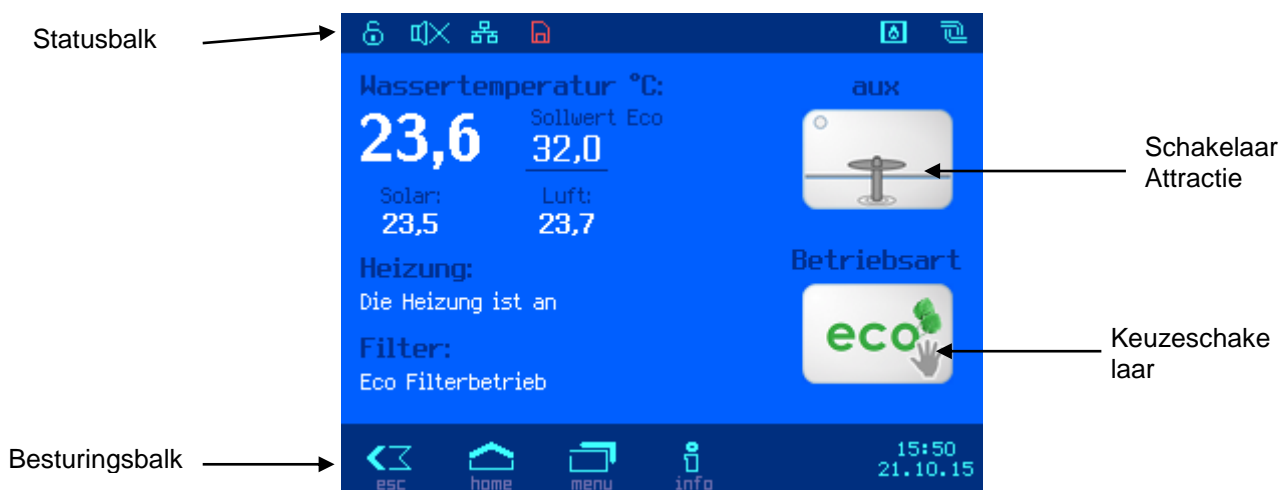 Statusbalk
Wassertemperatur °C:
aux
Sollwert Eco
23,6
32,0
Schakelaar
Attractie
Solar:
Luft:
23,5
23,7
Betriebsart
Heizung:
Die Heizung ist an
eco
Filter:
Keuzeschake
laar
Eco Filterbetrieb
Besturingsbalk
15:50
21.10.15
esc
home
menu
info